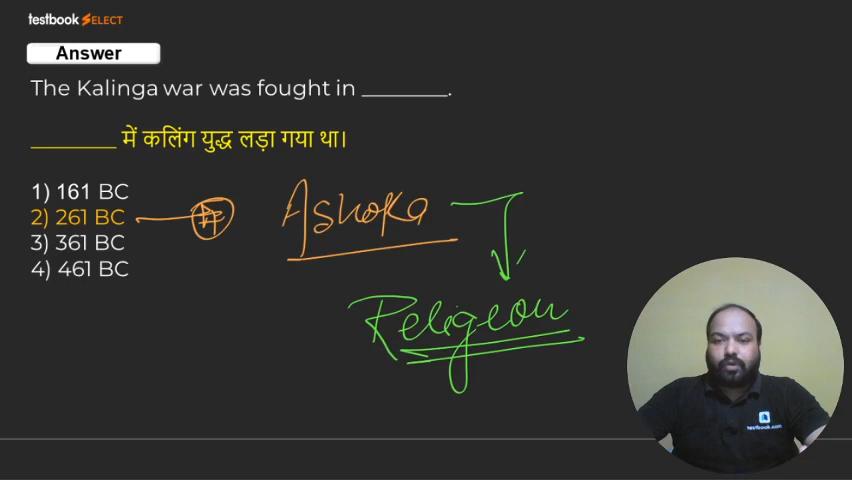 testbook SELECT
Answer
The Kalinga war was fought in ________.
________ में कलिंग युद्ध लड़ा गया था।
1) 161 BC
2) 261 BC
3) 361 BC
4) 461 BC
Ashoka
Religeon
testbook.com